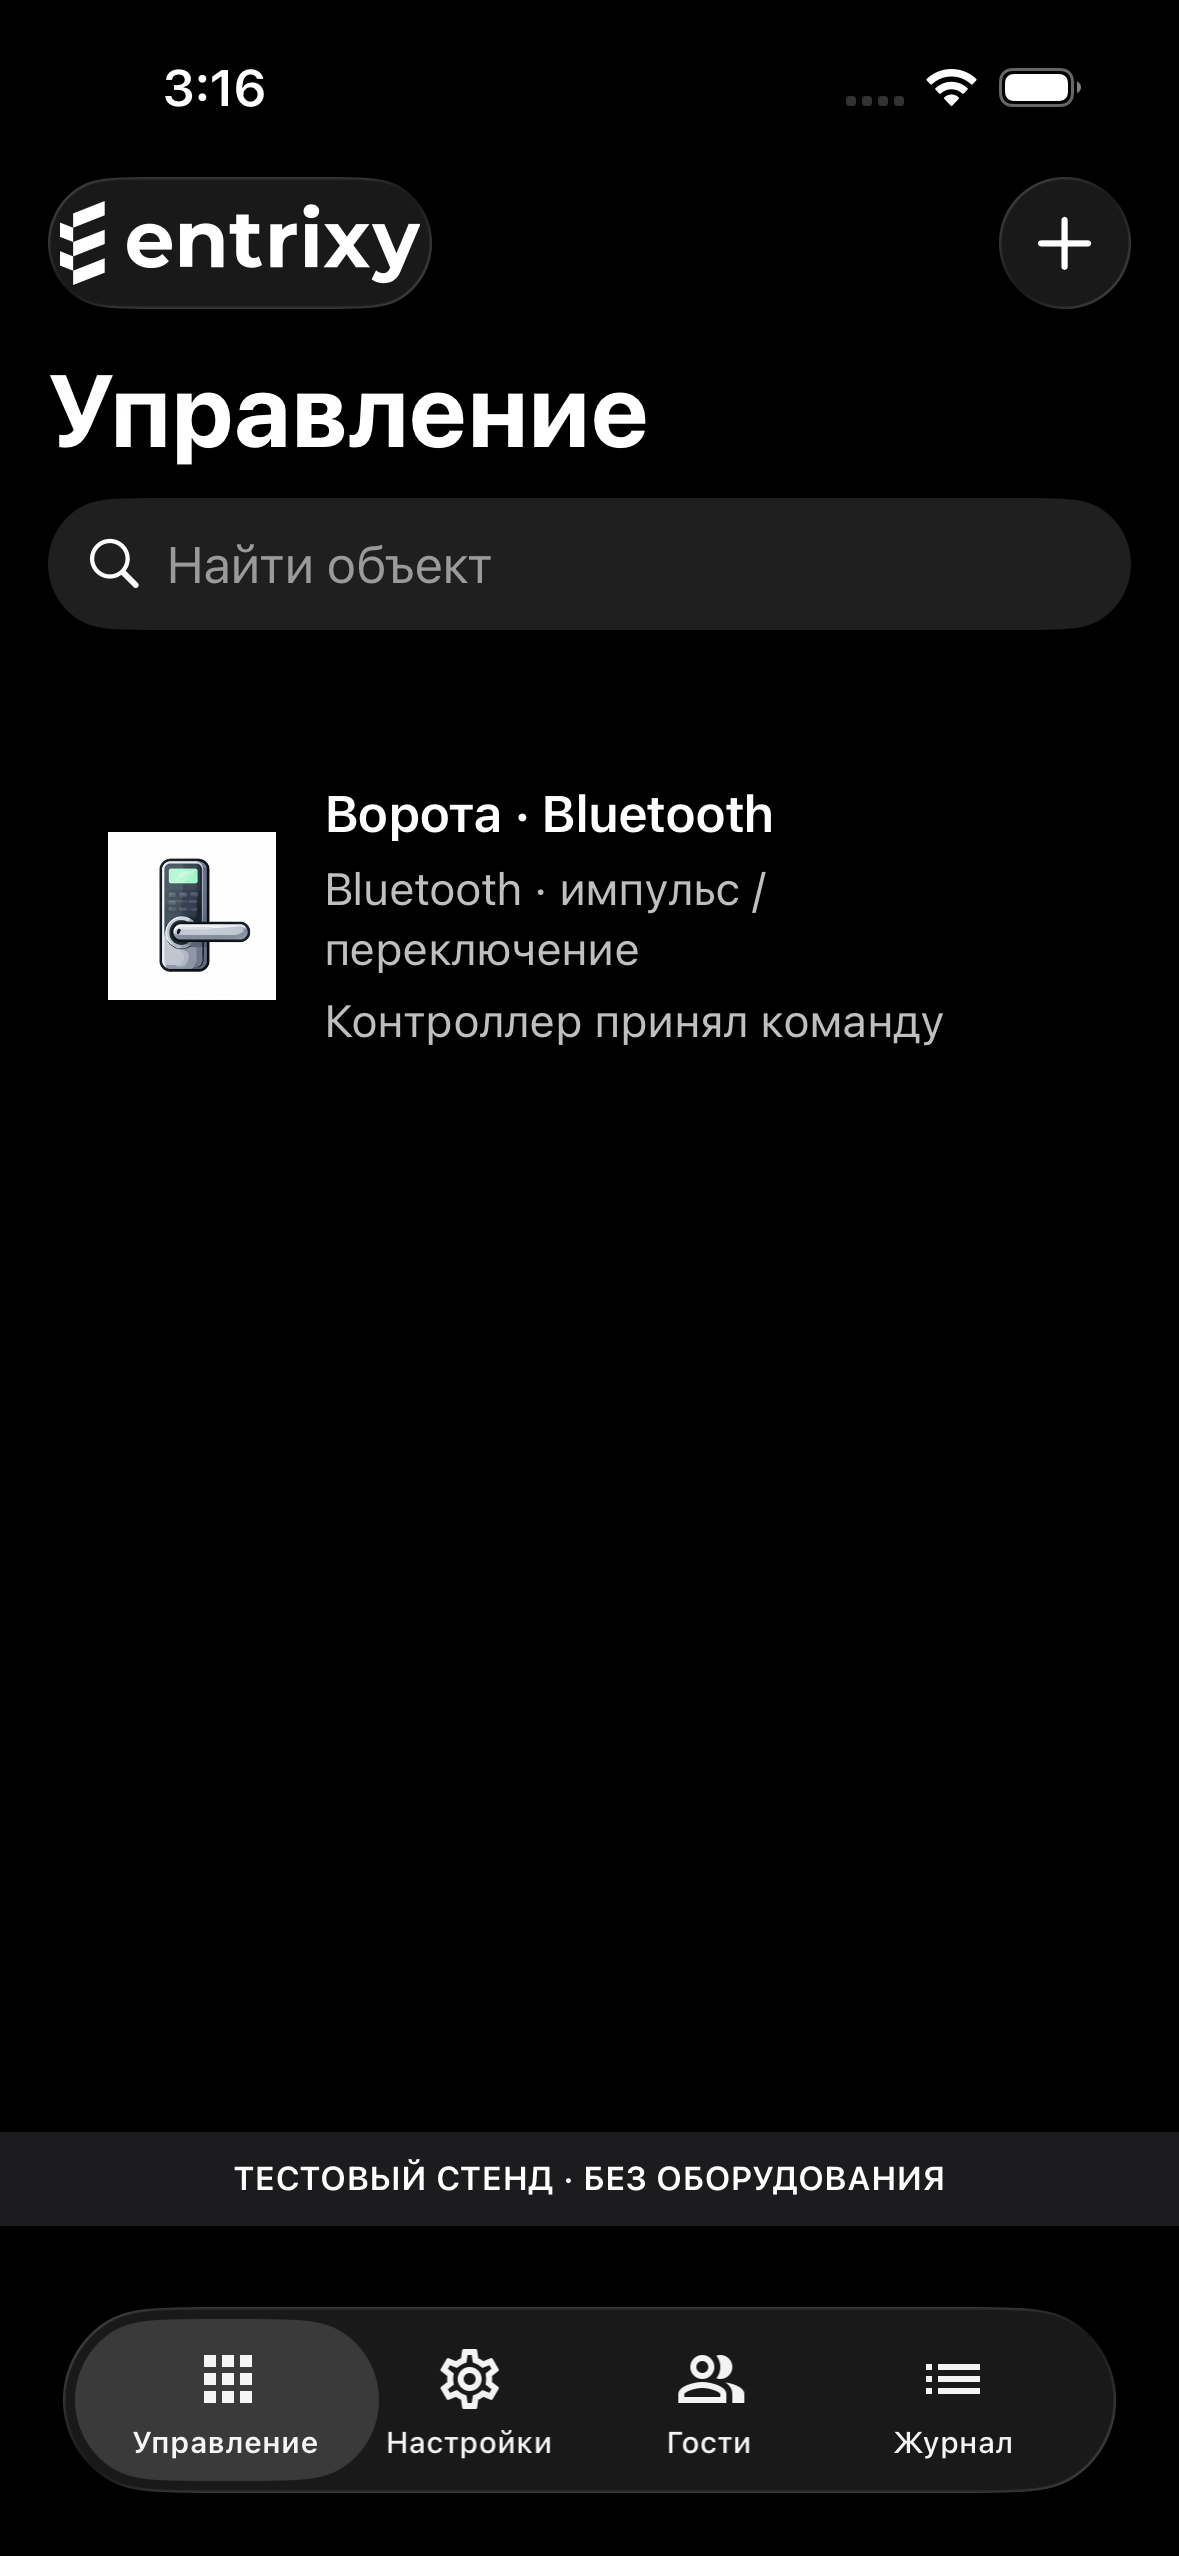 3:16
entrixy
Управление
Найти объект
Ворота · Bluetooth
Bluetooth · импульс /
переключение
Контроллер принял команду
ТЕСТОВЫЙ СТЕНД · БЕЗ ОБОРУДОВАНИЯ
Управление Настройки Гости Журнал